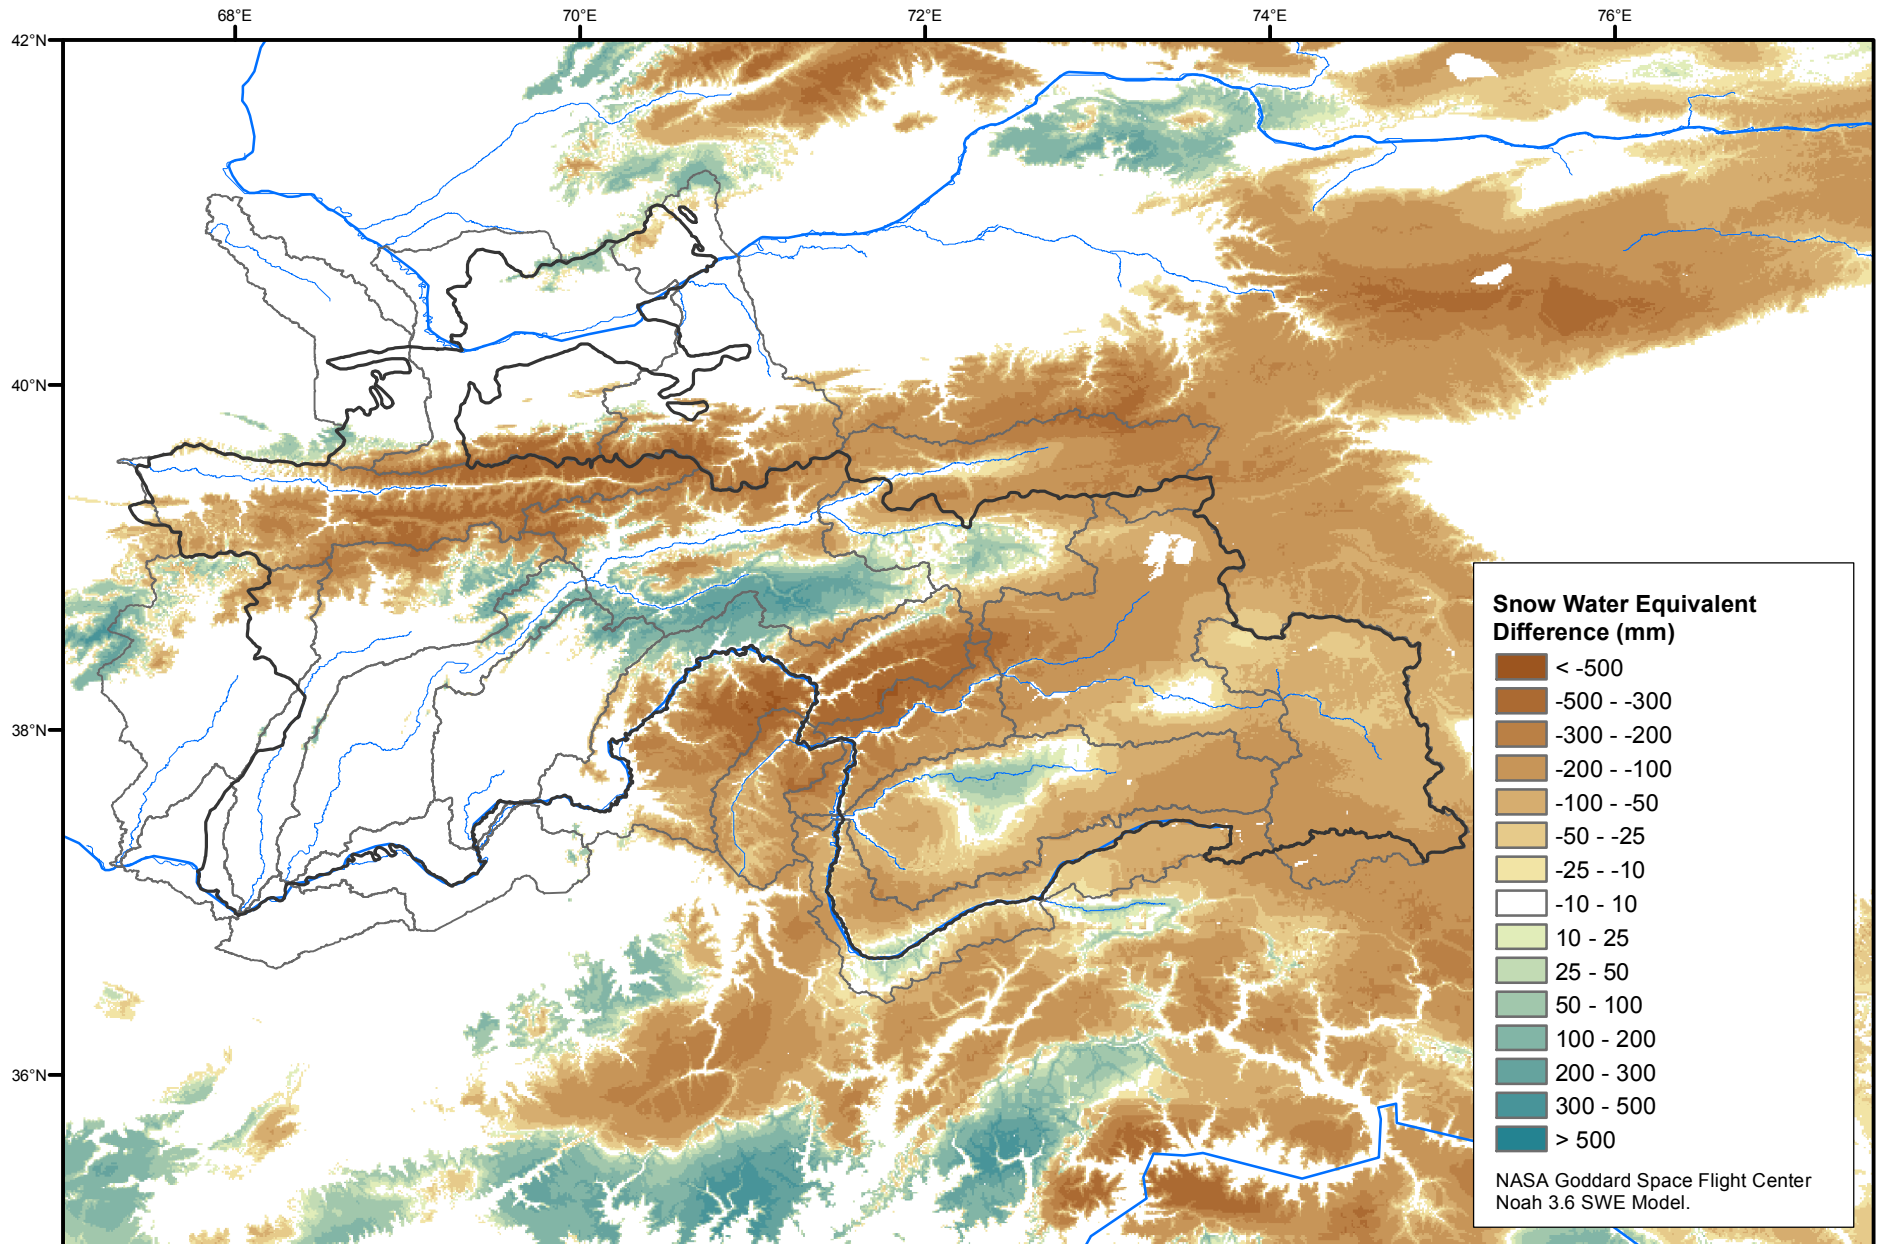 68°E 70°E 72°E 74°E 76°E
42°N
40°N
38°N
36°N
Snow Water Equivalent
Difference (mm)
< -500
-500 - -300
-300 - -200
-200 - -100
-100 - -50
-50 - -25
-25 - -10
-10 - 10
10 - 25
25 - 50
50 - 100
100 - 200
200 - 300
300 - 500
> 500
NASA Goddard Space Flight Center
Noah 3.6 SWE Model.